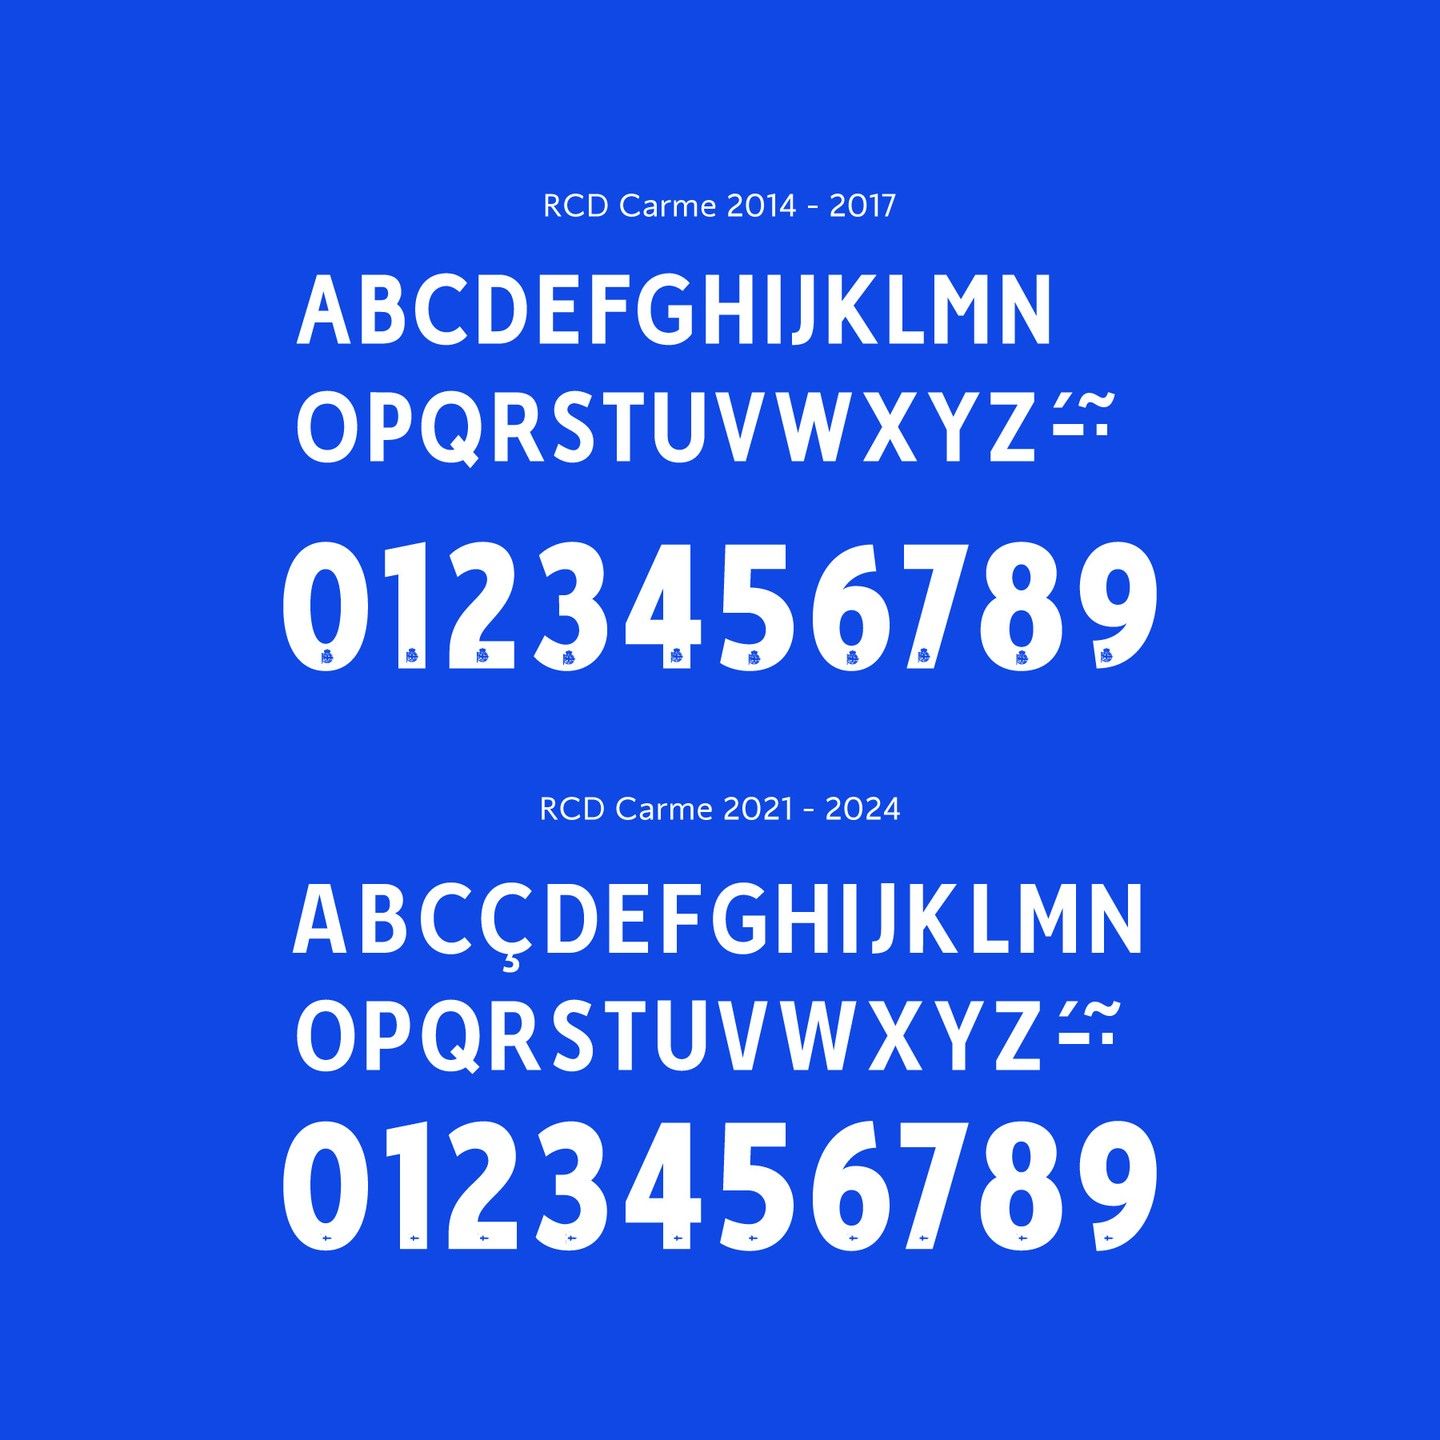 RCD Carme 2014 - 2017
ABCDEFGHIJKLMN
OPQRSTUVWXYZ´~-.
0123456789
RCD Carme 2021 - 2024
ABCÇDEFGHIJKLMN
OPQRSTUVWXYZ´~-.
0123456789